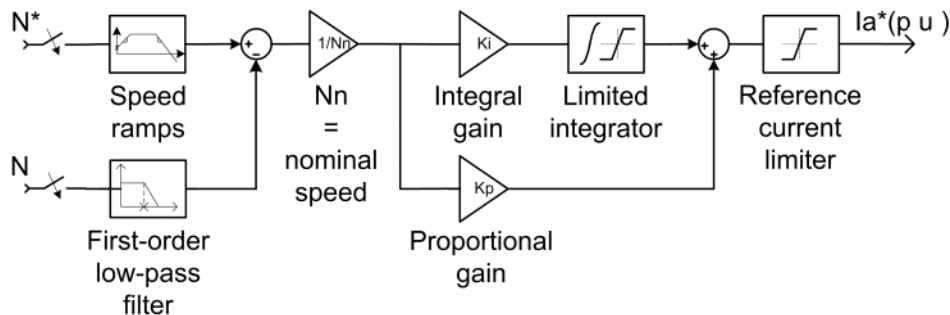 N*
Ia*(p u )
1/Nn
Ki
Speed
ramps
Nn
=
nominal
speed
Integral
gain
Limited
integrator
Reference
current
limiter
N
Kp
First-order
low-pass
filter
Proportional
gain